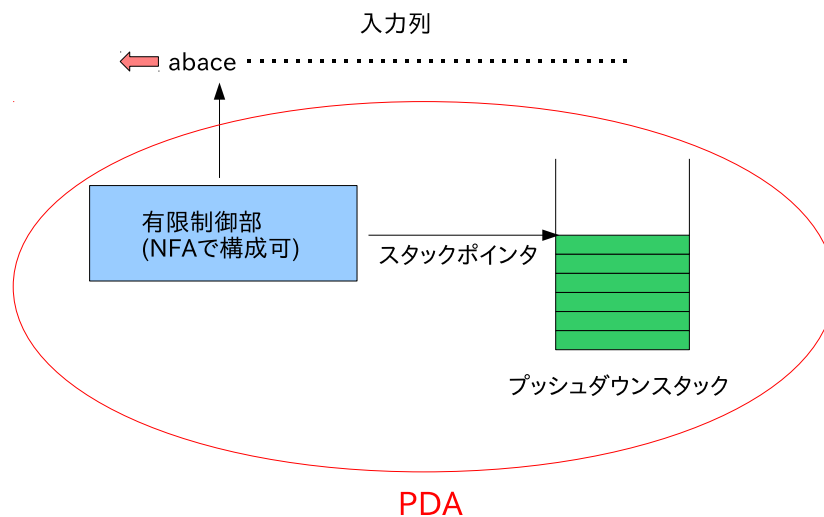 入力列
abace
有限制御部
(NFAで構成可)
スタックポインタ
プッシュダウンスタック
PDA